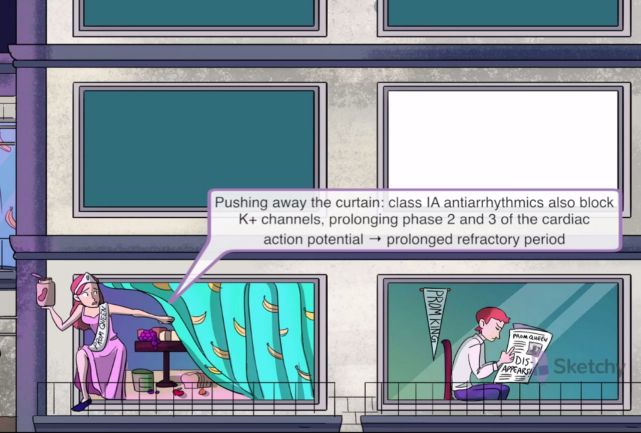 Pushing away the curtain: class IA antiarrhythmics also block
K+ channels, prolonging phase 2 and 3 of the cardiac
action potential → prolonged refractory period
PROM QUEEN
PROM KING
PROM QUEEN
DIS-
APPEARS!
Sketchy